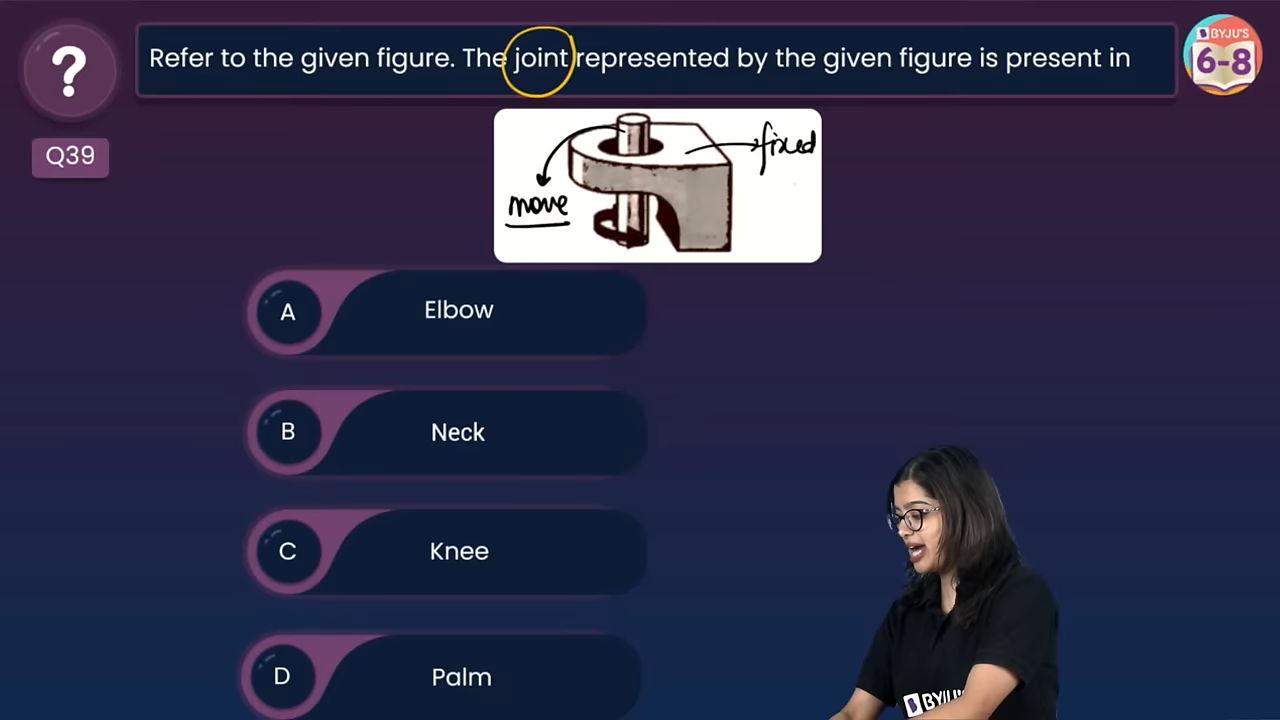 ?
Refer to the given figure. The joint represented by the given figure is present in
BYJU'S
6-8
Q39
fixed
move
A Elbow
B Neck
C Knee
D Palm
BYJU'S